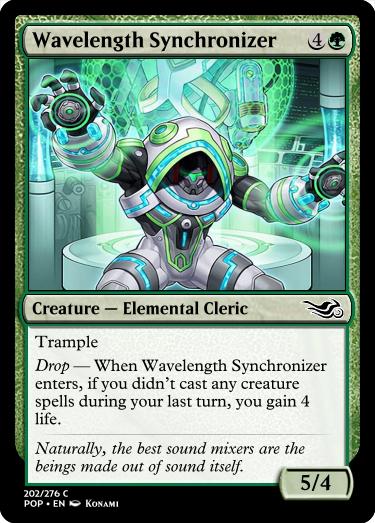 Wavelength Synchronizer 4
Creature — Elemental Cleric
Trample
Drop — When Wavelength Synchronizer
enters, if you didn't cast any creature
spells during your last turn, you gain 4
life.
Naturally, the best sound mixers are the
beings made out of sound itself.
5/4
202/276 C
POP • EN Konami